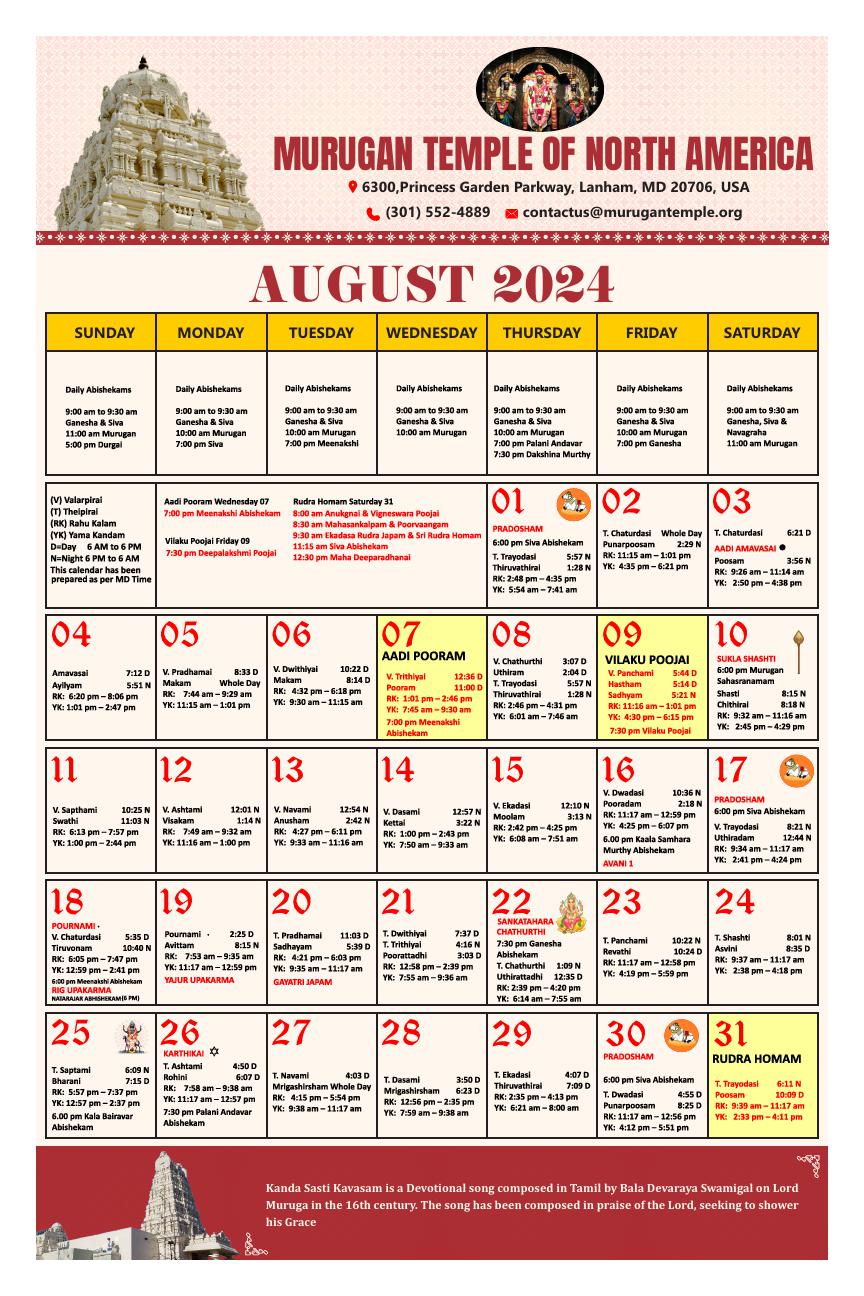 MURUGAN TEMPLE OF NORTH AMERICA
6300,Princess Garden Parkway, Lanham, MD 20706, USA
(301) 552-4889 contactus@murugantemple.org
AUGUST 2024
SUNDAY MONDAY TUESDAY WEDNESDAY THURSDAY FRIDAY SATURDAY
Daily Abishekams
9:00 am to 9:30 am
Ganesha & Siva
11:00 am Murugan
5:00 pm Durgai
Daily Abishekams
9:00 am to 9:30 am
Ganesha & Siva
10:00 am Murugan
7:00 pm Siva
Daily Abishekams
9:00 am to 9:30 am
Ganesha & Siva
10:00 am Murugan
7:00 pm Meenakshi
Daily Abishekams
9:00 am to 9:30 am
Ganesha & Siva
10:00 am Murugan
Daily Abishekams
9:00 am to 9:30 am
Ganesha & Siva
10:00 am Murugan
7:00 pm Palani Andavar
7:30 pm Dakshina Murthy
Daily Abishekams
9:00 am to 9:30 am
Ganesha & Siva
10:00 am Murugan
7:00 pm Ganesha
Daily Abishekams
9:00 am to 9:30 am
Ganesha, Siva &
Navagraha
11:00 am Murugan
(V) Valarpirai
(T) Theipirai
(RK) Rahu Kalam
(YK) Yama Kandam
D=Day 6 AM to 6 PM
N=Night 6 PM to 6 AM
This calendar has been
prepared as per MD Time
Aadi Pooram Wednesday 07
7:00 pm Meenakshi Abishekam
Vilaku Poojai Friday 09
7:30 pm Deepalakshmi Poojai
Rudra Homam Saturday 31
8:00 am Anukgnai & Vigneswara Poojai
8:30 am Mahasankalpam & Poorvaangam
9:30 am Ekadasa Rudra Japam & Sri Rudra Homam
11:15 am Siva Abishekam
12:30 pm Maha Deeparadhanai
01
PRADOSHAM
6:00 pm Siva Abishekam
T. Trayodasi 5:57 N
Thiruvathirai 1:28 N
RK: 2:48 pm – 4:35 pm
YK: 5:54 am – 7:41 am
02
T. Chaturdasi Whole Day
Punarpoosam 2:29 N
RK: 11:15 am – 1:01 pm
YK: 4:35 pm – 6:21 pm
03
T. Chaturdasi 6:21 D
AADI AMAVASAI
Poosam 3:56 N
RK: 9:26 am – 11:14 am
YK: 2:50 pm – 4:38 pm
04
Amavasai 7:12 D
Ayilyam 5:51 N
RK: 6:20 pm – 8:06 pm
YK: 1:01 pm – 2:47 pm
05
V. Pradhamai 8:33 D
Makam Whole Day
RK: 7:44 am – 9:29 am
YK: 11:15 am – 1:01 pm
06
V. Dwithiyai 10:22 D
Makam 8:14 D
RK: 4:32 pm – 6:18 pm
YK: 9:30 am – 11:15 am
07
AADI POORAM
V. Trithiyai 12:36 D
Pooram 11:00 D
RK: 1:01 pm – 2:46 pm
YK: 7:45 am – 9:30 am
7:00 pm Meenakshi
Abishekam
08
V. Chathurthi 3:07 D
Uthiram 2:04 D
T. Trayodasi 5:57 N
Thiruvathirai 1:28 N
RK: 2:46 pm – 4:31 pm
YK: 6:01 am – 7:46 am
09
VILAKU POOJAI
V. Panchami 5:44 D
Hastham 5:14 D
Sadhyam 5:21 N
RK: 11:16 am – 1:01 pm
YK: 4:30 pm – 6:15 pm
7:30 pm Vilaku Poojai
10
SUKLA SHASHTI
6:00 pm Murugan
Sahasranamam
Shasti 8:15 N
Chithirai 8:18 N
RK: 9:32 am – 11:16 am
YK: 2:45 pm – 4:29 pm
11
V. Sapthami 10:25 N
Swathi 11:03 N
RK: 6:13 pm – 7:57 pm
YK: 1:00 pm – 2:44 pm
12
V. Ashtami 12:01 N
Visakam 1:14 N
RK: 7:49 am – 9:32 am
YK: 11:16 am – 1:00 pm
13
V. Navami 12:54 N
Anusham 2:42 N
RK: 4:27 pm – 6:11 pm
YK: 9:33 am – 11:16 am
14
V. Dasami 12:57 N
Kettai 3:22 N
RK: 1:00 pm – 2:43 pm
YK: 7:50 am – 9:33 am
15
V. Ekadasi 12:10 N
Moolam 3:13 N
RK: 2:42 pm – 4:25 pm
YK: 6:08 am – 7:51 am
16
V. Dwadasi 10:36 N
Pooradam 2:18 N
RK: 11:17 am – 12:59 pm
YK: 4:25 pm – 6:07 pm
6.00 pm Kaala Samhara
Murthy Abishekam
AVANI 1
17
PRADOSHAM
6:00 pm Siva Abishekam
V. Trayodasi 8:21 N
Uthiradam 12:44 N
RK: 9:34 am – 11:17 am
YK: 2:41 pm – 4:24 pm
18
POURNAMI ·
V. Chaturdasi 5:35 D
Tiruvonam 10:40 N
RK: 6:05 pm – 7:47 pm
YK: 12:59 pm – 2:41 pm
6:00 pm Meenakshi Abishekam
RIG UPAKARMA
NATARAJAR ABHISHEKAM(6 PM)
19
Pournami · 2:25 D
Avittam 8:15 N
RK: 7:53 am – 9:35 am
YK: 11:17 am – 12:59 pm
YAJUR UPAKARMA
20
T. Pradhamai 11:03 D
Sadhayam 5:39 D
RK: 4:21 pm – 6:03 pm
YK: 9:35 am – 11:17 am
GAYATRI JAPAM
21
T. Dwithiyai 7:37 D
T. Trithiyai 4:16 N
Poorattadhi 3:03 D
RK: 12:58 pm – 2:39 pm
YK: 7:55 am – 9:36 am
22
SANKATAHARA
CHATHURTHI
7:30 pm Ganesha
Abishekam
T. Chathurthi 1:09 N
Uthirattadhi 12:35 D
RK: 2:39 pm – 4:20 pm
YK: 6:14 am – 7:55 am
23
T. Panchami 10:22 N
Revathi 10:24 D
RK: 11:17 am – 12:58 pm
YK: 4:19 pm – 5:59 pm
24
T. Shashti 8:01 N
Asvini 8:35 D
RK: 9:37 am – 11:17 am
YK: 2:38 pm – 4:18 pm
25
T. Saptami 6:09 N
Bharani 7:15 D
RK: 5:57 pm – 7:37 pm
YK: 12:57 pm – 2:37 pm
6.00 pm Kala Bairavar
Abishekam
26
KARTHIKAI
T. Ashtami 4:50 D
Rohini 6:07 D
RK: 7:58 am – 9:38 am
YK: 11:17 am – 12:57 pm
7:30 pm Palani Andavar
Abishekam
27
T. Navami 4:03 D
Mrigashirsham Whole Day
RK: 4:15 pm – 5:54 pm
YK: 9:38 am – 11:17 am
28
T. Dasami 3:50 D
Mrigashirsham 6:23 D
RK: 12:56 pm – 2:35 pm
YK: 7:59 am – 9:38 am
29
T. Ekadasi 4:07 D
Thiruvathirai 7:09 D
RK: 2:35 pm – 4:13 pm
YK: 6:21 am – 8:00 am
30
PRADOSHAM
6:00 pm Siva Abishekam
T. Dwadasi 4:55 D
Punarpoosam 8:25 D
RK: 11:17 am – 12:56 pm
YK: 4:12 pm – 5:51 pm
31
RUDRA HOMAM
T. Trayodasi 6:11 N
Poosam 10:09 D
RK: 9:39 am – 11:17 am
YK: 2:33 pm – 4:11 pm
Kanda Sasti Kavasam is a Devotional song composed in Tamil by Bala Devaraya Swamigal on Lord
Muruga in the 16th century. The song has been composed in praise of the Lord, seeking to shower
his Grace